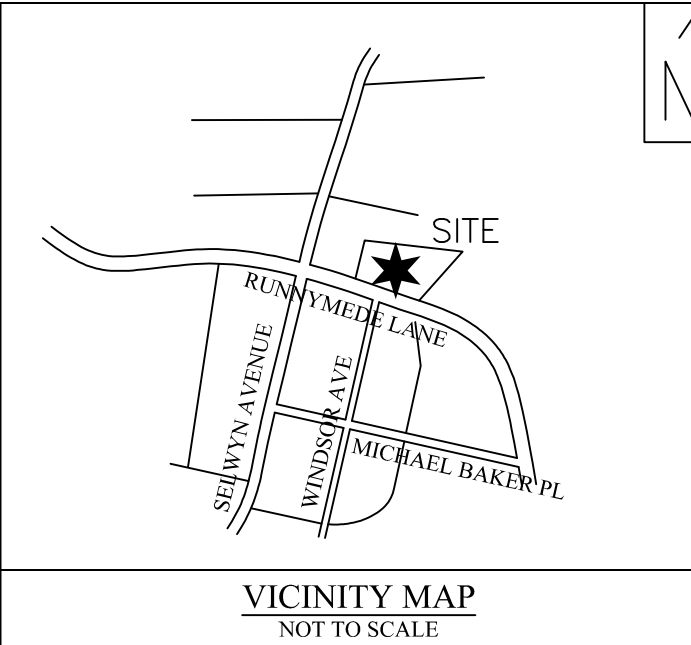 N
SITE
RUNNYMEDE LANE
SELWYN AVENUE
WINDSOR AVE
MICHAEL BAKER PL
VICINITY MAP
NOT TO SCALE